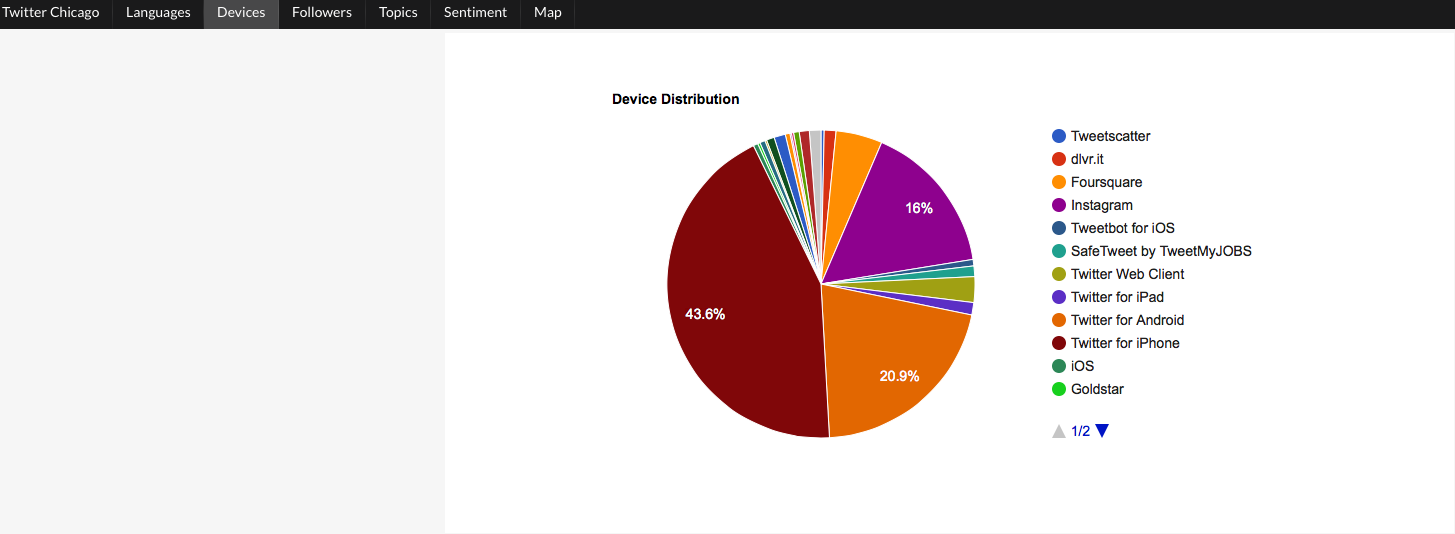 Twitter Chicago Languages Devices Followers Topics Sentiment Map
Device Distribution
Tweetscatter
dlvr.it
Foursquare
Instagram
Tweetbot for iOS
SafeTweet by TweetMyJOBS
Twitter Web Client
Twitter for iPad
Twitter for Android
Twitter for iPhone
iOS
Goldstar
1/2
16%
43.6%
20.9%